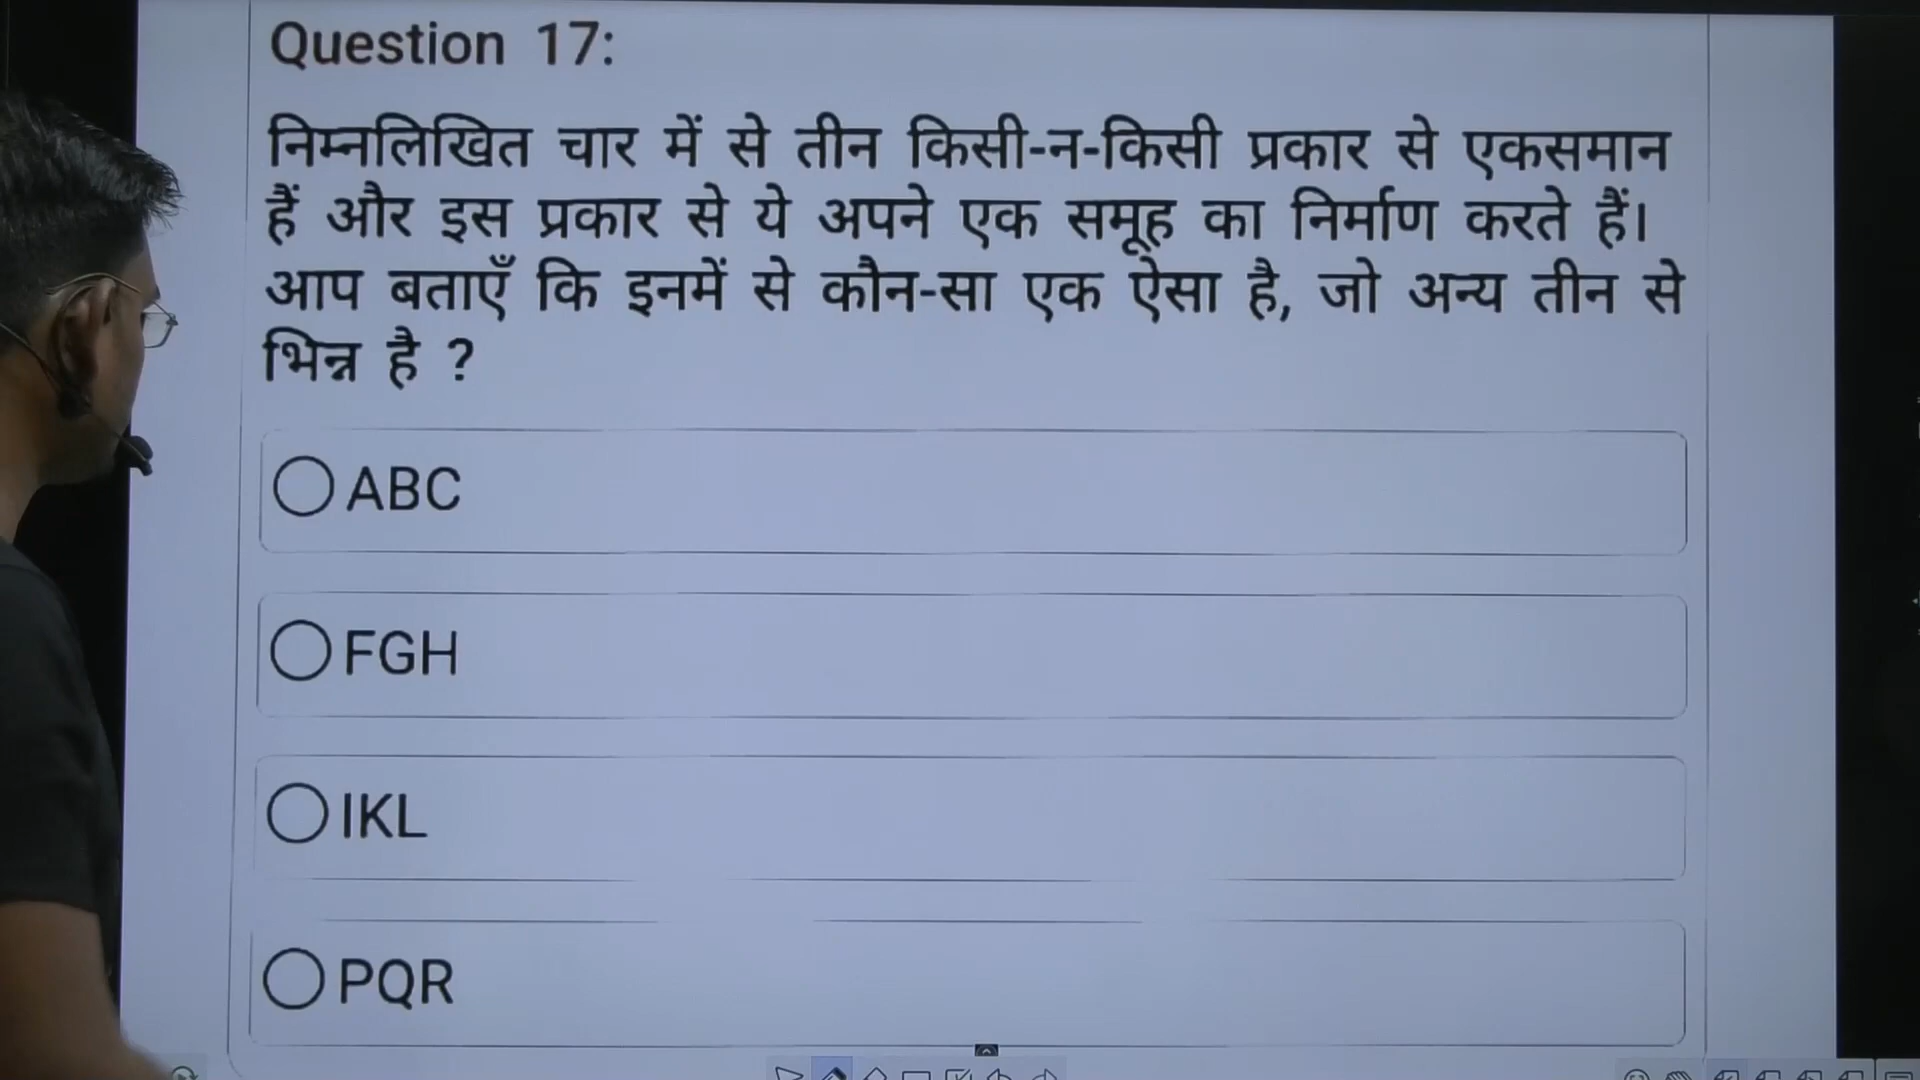 Question 17:
निम्नलिखित चार में से तीन किसी-न-किसी प्रकार से एकसमान
हैं और इस प्रकार से ये अपने एक समूह का निर्माण करते हैं।
आप बताएँ कि इनमें से कौन-सा एक ऐसा है, जो अन्य तीन से
भिन्न है ?
ABC
FGH
IKL
PQR